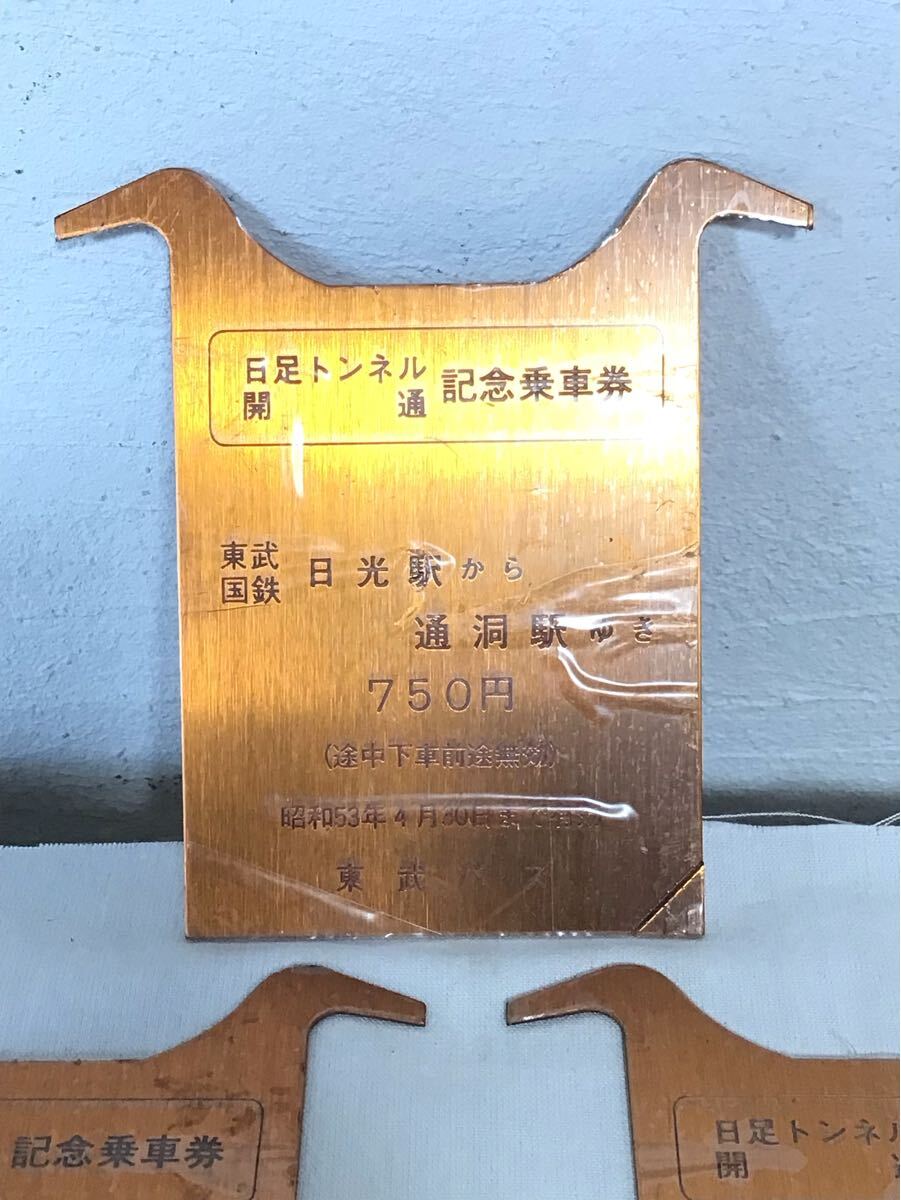 日足トンネル
開通
記念乗車券
東武
国鉄
日光駅から
通洞駅ゆき
750円
(途中下車前途無効)
昭和53年4月30日まで有効
東武バス
記念乗車券
日足トンネル
開